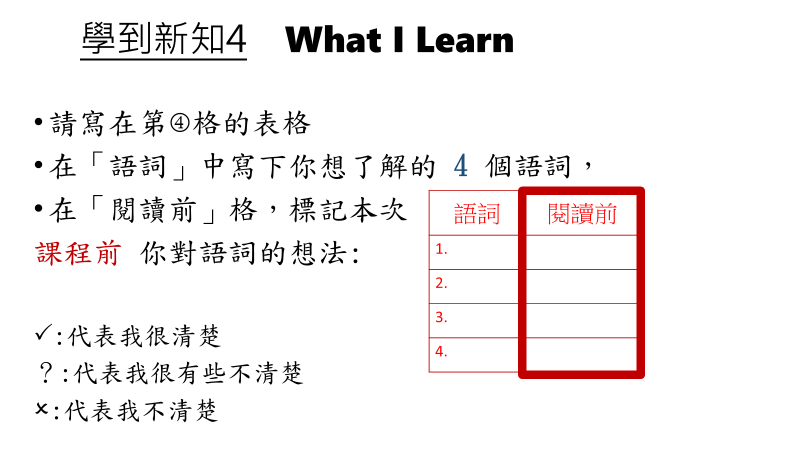 學到新知4 What I Learn
•請寫在第④格的表格
•在「語詞」中寫下你想了解的 4 個語詞，
•在「閱讀前」格，標記本次
課程前 你對語詞的想法:
語詞 閱讀前
1.
2.
3.
4.
✓:代表我很清楚
？:代表我很有些不清楚
×:代表我不清楚